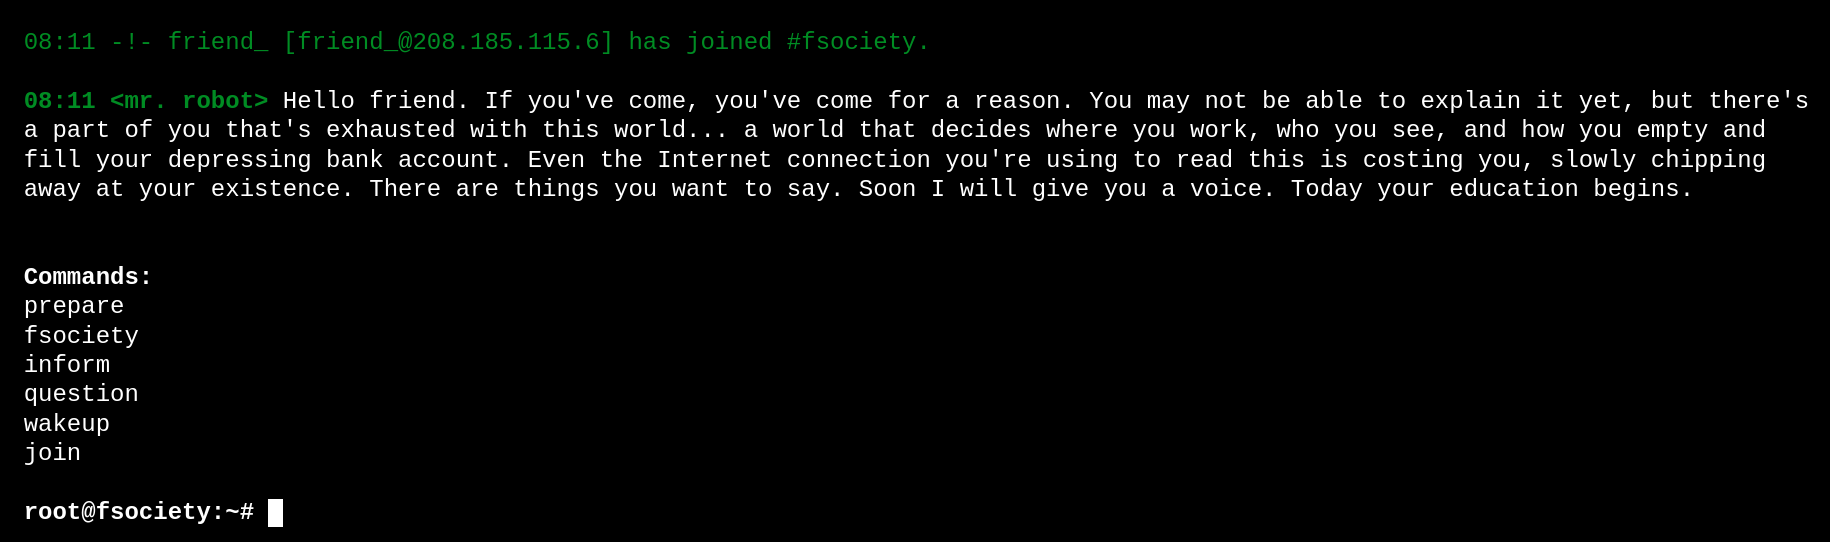 08:11 -!- friend_ [friend_@208.185.115.6] has joined #fsociety.
08:11 <mr. robot> Hello friend. If you've come, you've come for a reason. You may not be able to explain it yet, but there's
a part of you that's exhausted with this world... a world that decides where you work, who you see, and how you empty and
fill your depressing bank account. Even the Internet connection you're using to read this is costing you, slowly chipping
away at your existence. There are things you want to say. Soon I will give you a voice. Today your education begins.
Commands:
prepare
fsociety
inform
question
wakeup
join
root@fsociety:~#